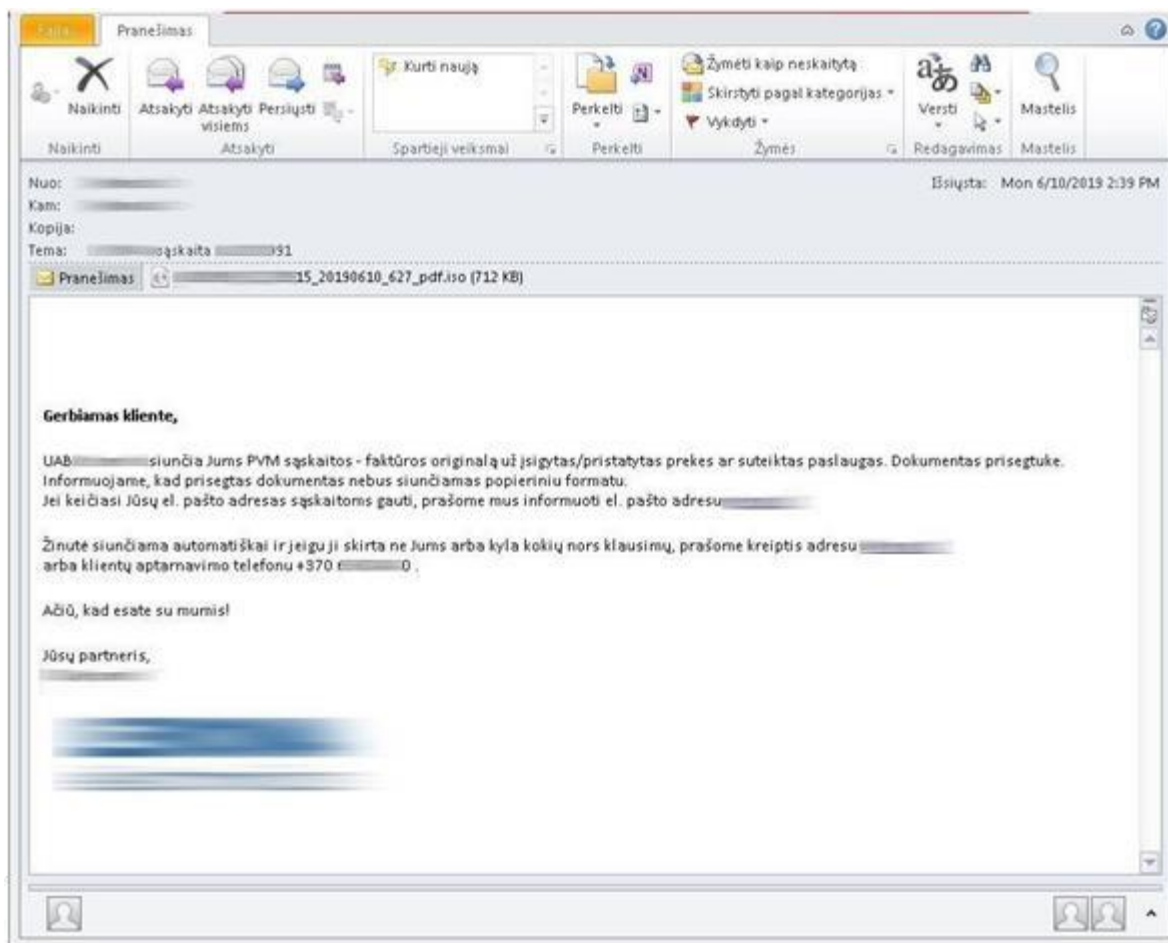 Failas Pranešimas
Naikinti
Atsakyti Atsakyti visiems Persiųsti
Kurti naują
Perkelti
Žymėti kaip neskaitytą
Skirstyti pagal kategorijas
Vykdyti
Versti
Mastelis
Naikinti Atsakyti Spartieji veiksmai Perkelti Žymės Redagavimas Mastelis
Nuo:
Išsiųsta: Mon 6/10/2019 2:39 PM
Kam:
Kopija:
Tema: sąskaita 91
Pranešimas 15_20190610_627_pdf.iso (712 KB)
Gerbiamas kliente,
UAB siunčia Jums PVM sąskaitos - faktūros originalą už įsigytas/pristatytas prekes ar suteiktas paslaugas. Dokumentas prisegtuke.
Informuojame, kad prisegtas dokumentas nebus siunčiamas popieriniu formatu.
Jei keičiasi Jūsų el. pašto adresas sąskaitoms gauti, prašome mus informuoti el. pašto adresu
Žinutė siunčiama automatiškai ir jeigu ji skirta ne Jums arba kyla kokių nors klausimų, prašome kreiptis adresu
arba klientų aptarnavimo telefonu +370 0 .
Ačiū, kad esate su mumis!
Jūsų partneris,